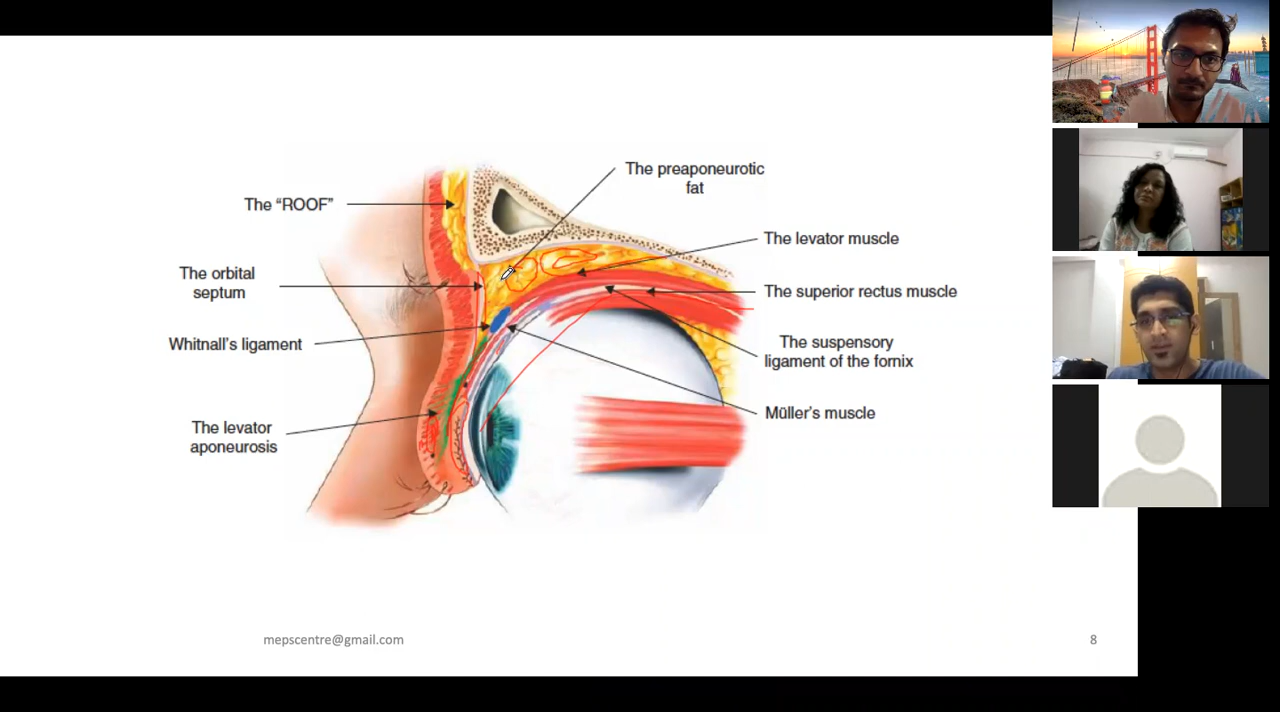 The preaponeurotic
fat
The "ROOF"
The levator muscle
The orbital
septum
The superior rectus muscle
Whitnall's ligament
The suspensory
ligament of the fornix
Müller's muscle
The levator
aponeurosis
mepscentre@gmail.com
8